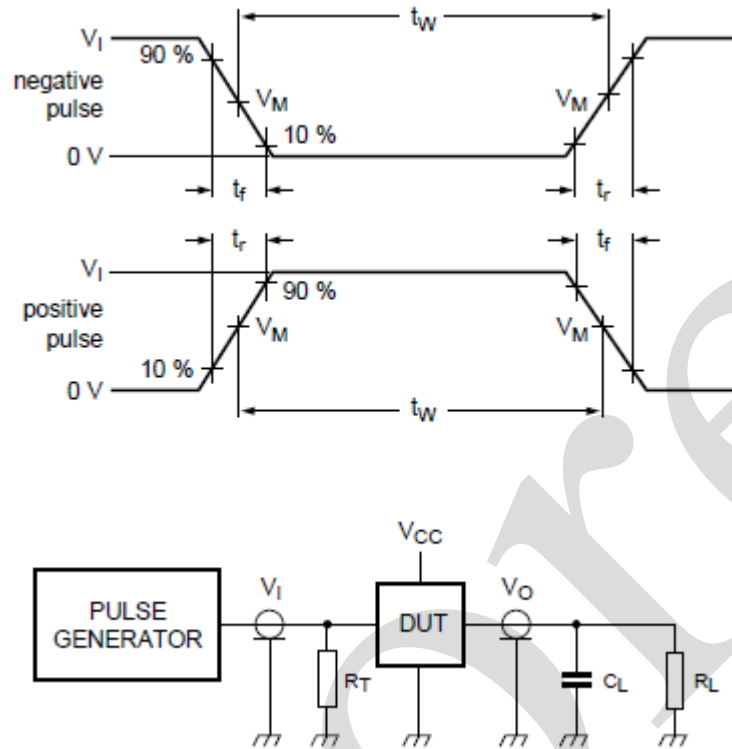 tW
VI
90 %
negative
pulse
VM
VM
10 %
0 V
tf
tr
tr
tf
VI
90 %
positive
pulse
VM
VM
10 %
0 V
tW
VCC
VI
VO
PULSE
GENERATOR
DUT
RT
CL
RL